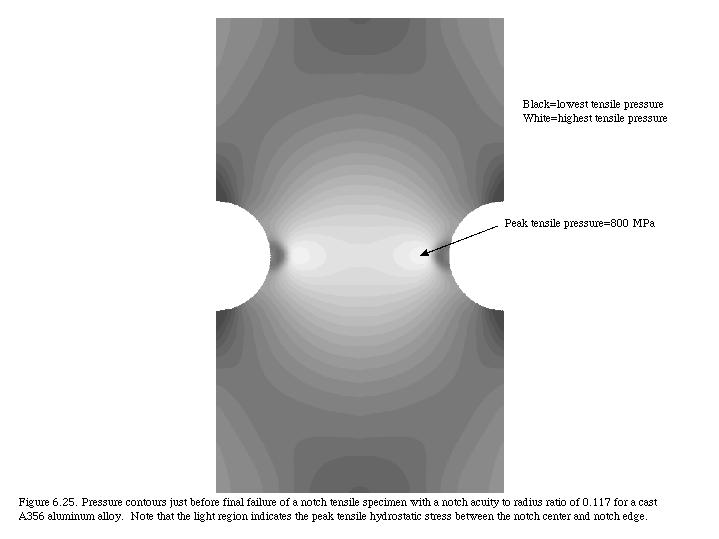 Black=lowest tensile pressure
White=highest tensile pressure
Peak tensile pressure=800 MPa
Figure 6.25. Pressure contours just before final failure of a notch tensile specimen with a notch acuity to radius ratio of 0.117 for a cast
A356 aluminum alloy. Note that the light region indicates the peak tensile hydrostatic stress between the notch center and notch edge.